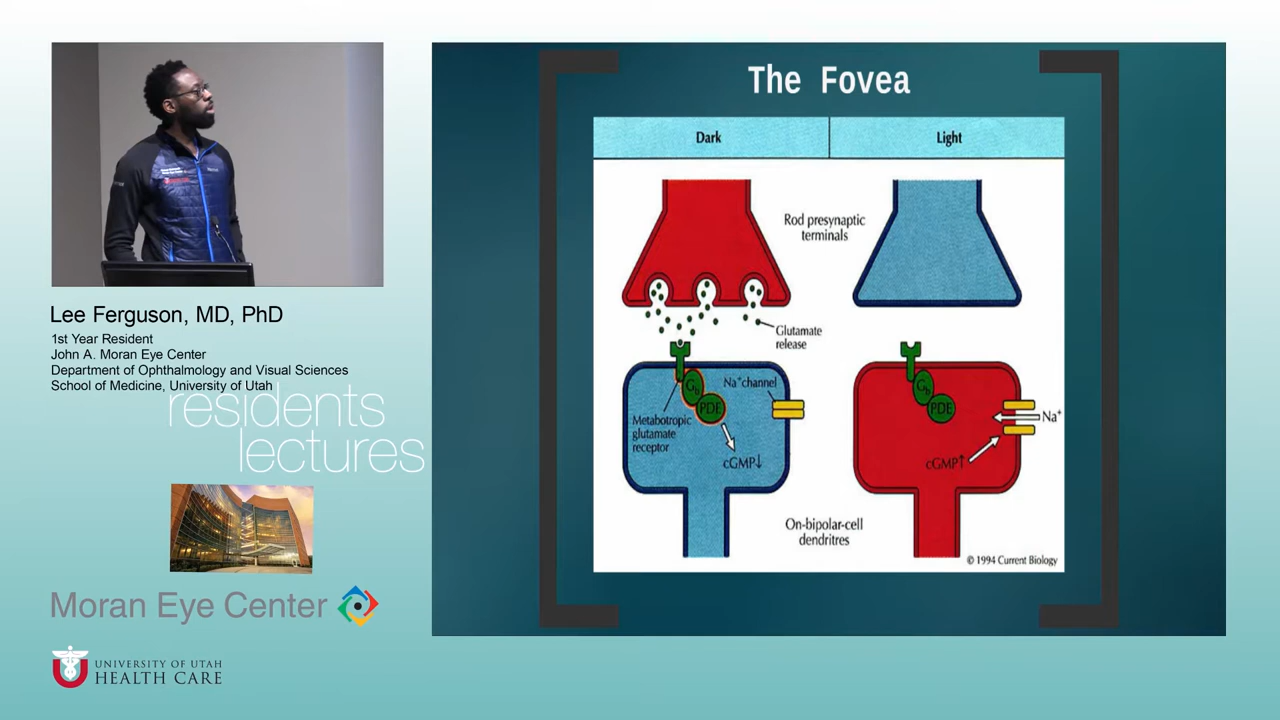 The Fovea
Dark
Light
Rod presynaptic
terminals
Glutamate
release
Na⁺channel
Gb
PDE
Metabotropic
glutamate
receptor
cGMP↓
Gb
PDE
Na⁺
cGMP↑
On-bipolar-cell
dendritres
© 1994 Current Biology
Lee Ferguson, MD, PhD
1st Year Resident
John A. Moran Eye Center
Department of Ophthalmology and Visual Sciences
School of Medicine, University of Utah
residents
lectures
Moran Eye Center
UNIVERSITY OF UTAH
HEALTH CARE